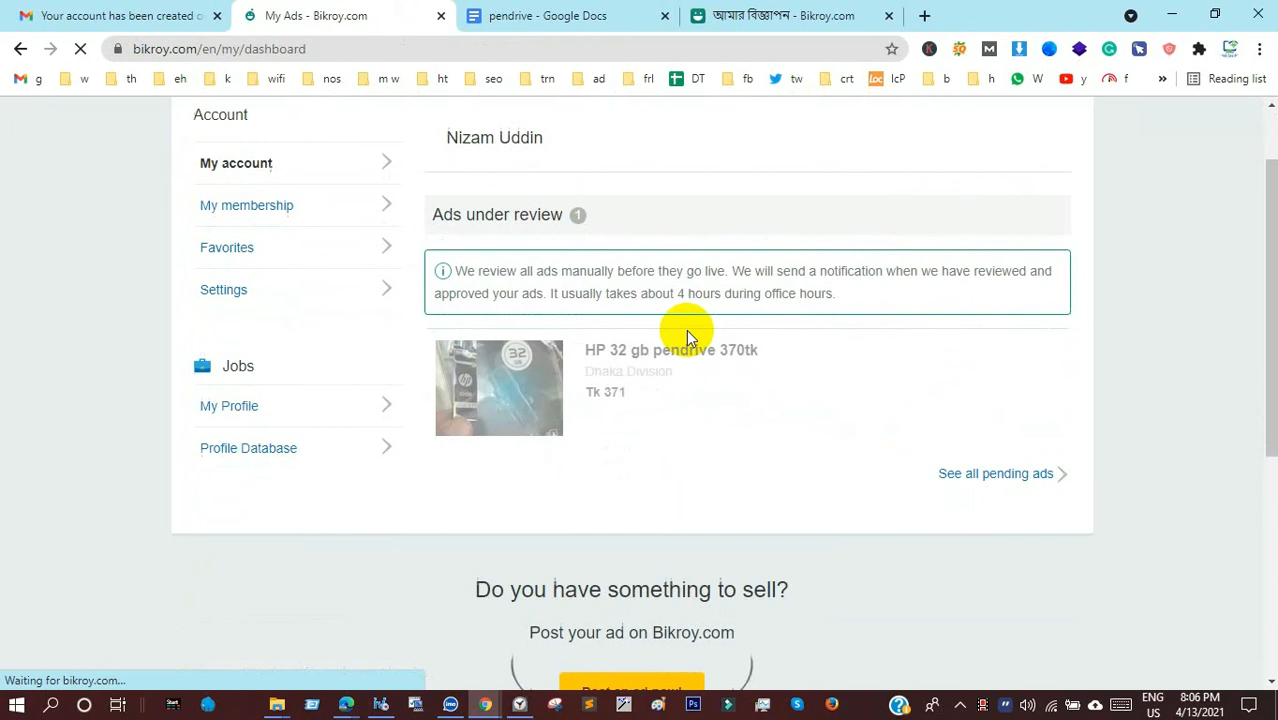 Your account has been created o
My Ads - Bikroy.com
pendrive - Google Docs
আমার বিজ্ঞাপন - Bikroy.com
bikroy.com/en/my/dashboard
g
w
th
eh
k
wifi
nos
m w
ht
seo
trn
ad
frl
DT
fb
tw
crt
lcP
b
h
W
y
f
Reading list
Account
Nizam Uddin
My account
My membership
Ads under review 1
Favorites
We review all ads manually before they go live. We will send a notification when we have reviewed and
approved your ads. It usually takes about 4 hours during office hours.
Settings
HP 32 gb pendrive 370tk
Dhaka Division
Tk 371
Jobs
My Profile
Profile Database
See all pending ads
Do you have something to sell?
Post your ad on Bikroy.com
Post an ad now!
Waiting for bikroy.com...
ENG
US
8:06 PM
4/13/2021